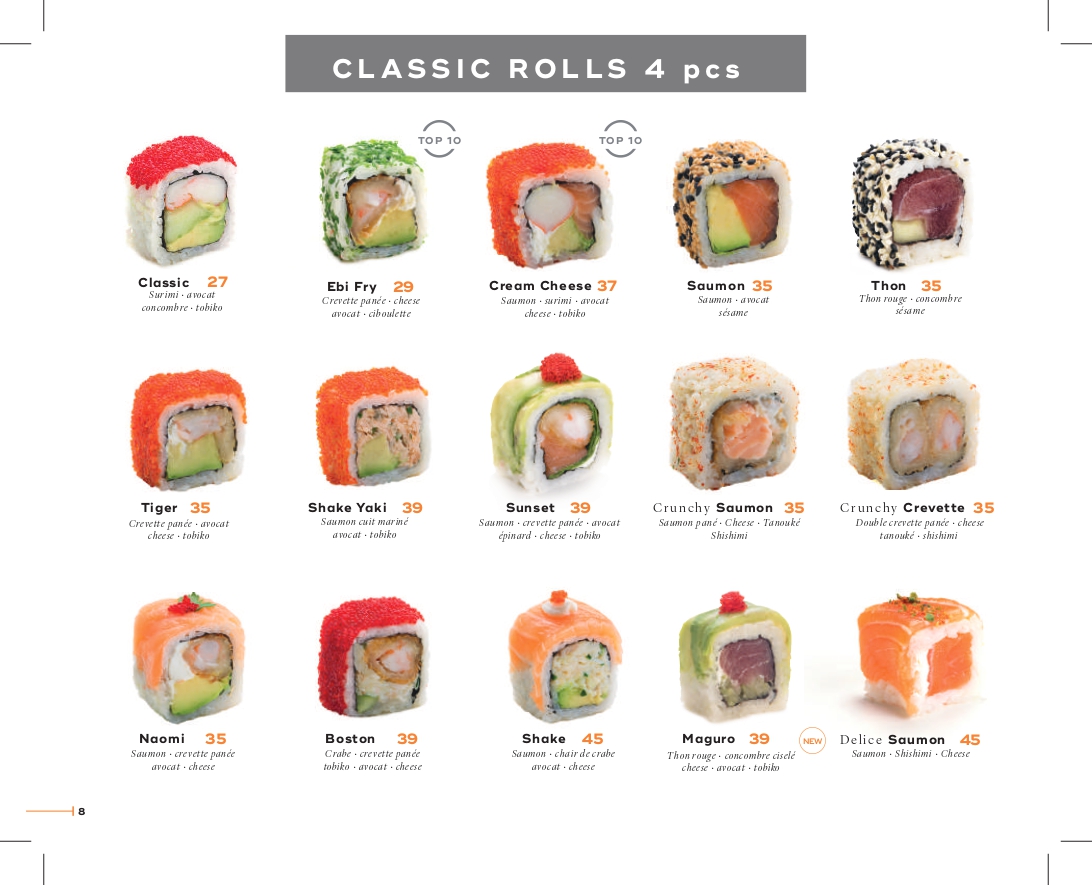 CLASSIC ROLLS 4 pcs
TOP 10
TOP 10
Classic 27
Surimi · avocat
concombre · tobiko
Ebi Fry 29
Crevette panée · cheese
avocat · ciboulette
Cream Cheese 37
Saumon · surimi · avocat
cheese · tobiko
Saumon 35
Saumon · avocat
sésame
Thon 35
Thon rouge · concombre
sésame
Tiger 35
Crevette panée · avocat
cheese · tobiko
Shake Yaki 39
Saumon cuit mariné
avocat · tobiko
Sunset 39
Saumon · crevette panée · avocat
épinard · cheese · tobiko
Crunchy Saumon 35
Saumon pané · Cheese · Tanouké
Shishimi
Crunchy Crevette 35
Double crevette panée · cheese
tanouké · shishimi
Naomi 35
Saumon · crevette panée
avocat · cheese
Boston 39
Crabe · crevette panée
tobiko · avocat · cheese
Shake 45
Saumon · chair de crabe
avocat · cheese
Maguro 39
Thon rouge · concombre ciselé
cheese · avocat · tobiko
NEW
Delice Saumon 45
Saumon · Shishimi · Cheese
8